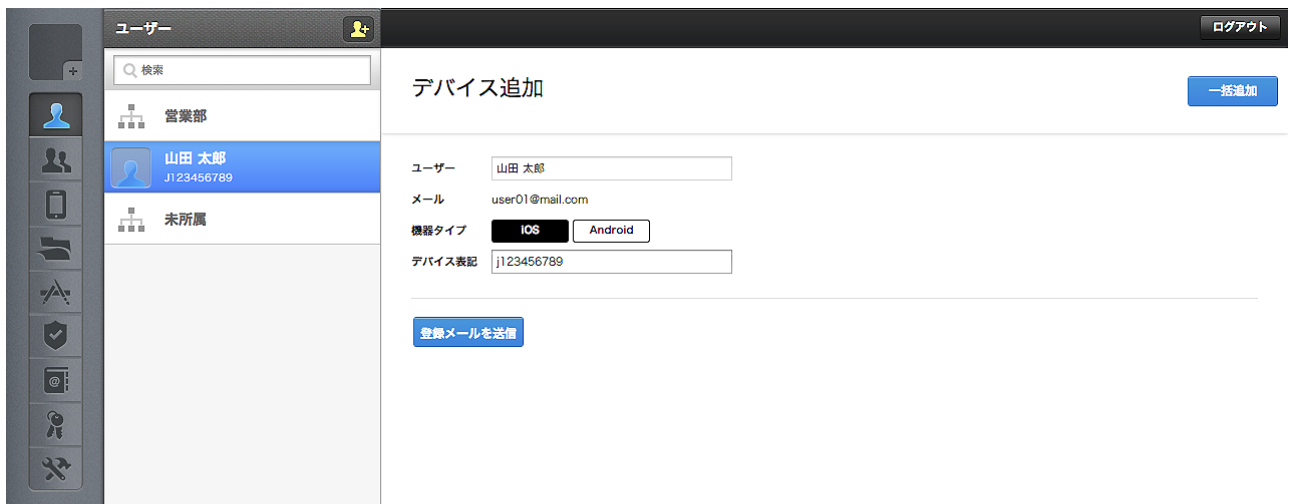 ユーザー
検索
営業部
山田 太郎
J123456789
未所属
ログアウト
デバイス追加
一括追加
ユーザー 山田 太郎
メール user01@mail.com
機器タイプ iOS Android
デバイス表記 j123456789
登録メールを送信